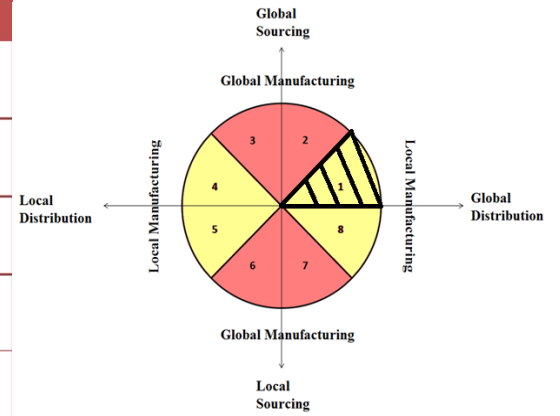 Global
Sourcing
Global Manufacturing
3
2
Local Manufacturing
4
1
Local Manufacturing
Local
Distribution
Global
Distribution
5
8
6
7
Global Manufacturing
Local
Sourcing